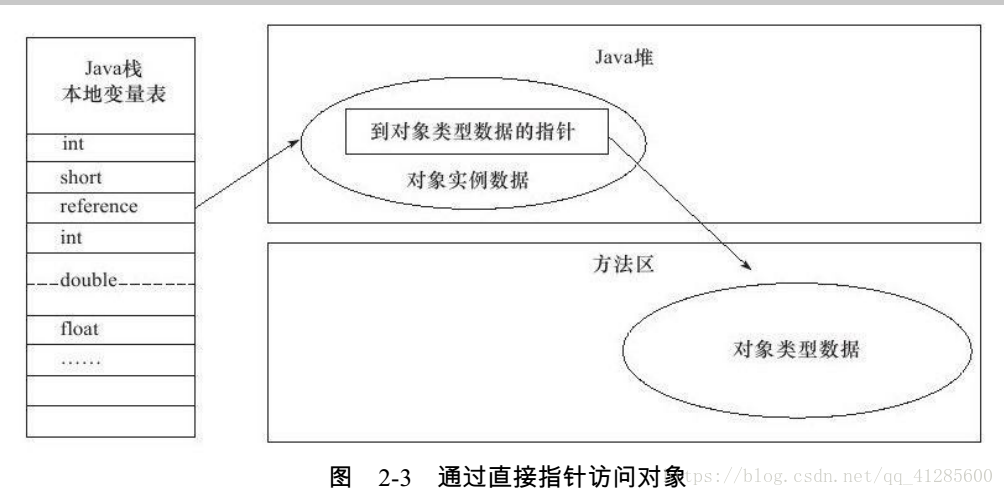 Java栈
本地变量表
int
short
reference
int
double
float
……
Java堆
到对象类型数据的指针
对象实例数据
方法区
对象类型数据
图 2-3 通过直接指针访问对象
tps://blog.csdn.net/qq_41285600